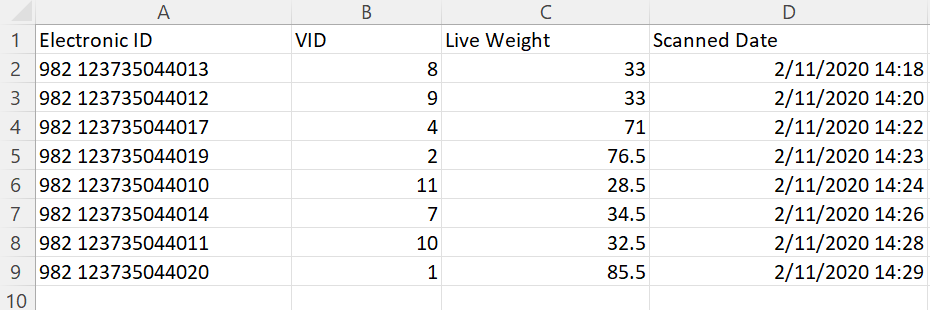 A B C D
1 Electronic ID VID Live Weight Scanned Date
2 982 123735044013 8 33 2/11/2020 14:18
3 982 123735044012 9 33 2/11/2020 14:20
4 982 123735044017 4 71 2/11/2020 14:22
5 982 123735044019 2 76.5 2/11/2020 14:23
6 982 123735044010 11 28.5 2/11/2020 14:24
7 982 123735044014 7 34.5 2/11/2020 14:26
8 982 123735044011 10 32.5 2/11/2020 14:28
9 982 123735044020 1 85.5 2/11/2020 14:29
10